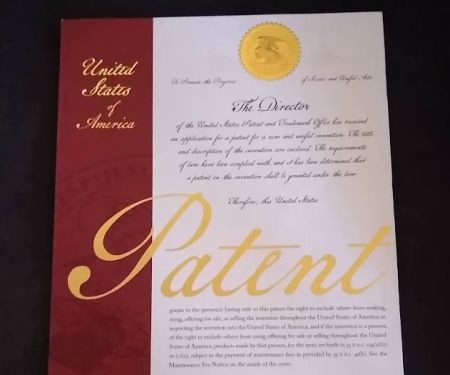 United
States
of
America
To Promote the Progress of Science and Useful Arts
The Director
of the United States Patent and Trademark Office has received
an application for a patent for a new and useful invention. The title
and description of the invention are enclosed. The requirements
of law have been complied with, and it has been determined that
a patent on the invention shall be granted under the law.
Therefore, this United States
Patent
grants to the person(s) having title to this patent the right to exclude others from making,
using, offering for sale, or selling the invention throughout the United States of America or
importing the invention into the United States of America, and if the invention is a process,
of the right to exclude others from using, offering for sale or selling throughout the United
States of America, products made by that process, for the term set forth in 35 U.S.C. 154(a)(2)
or (c)(1), subject to the payment of maintenance fees as provided by 35 U.S.C. 41(b). See the
Maintenance Fee Notice on the inside of the cover.